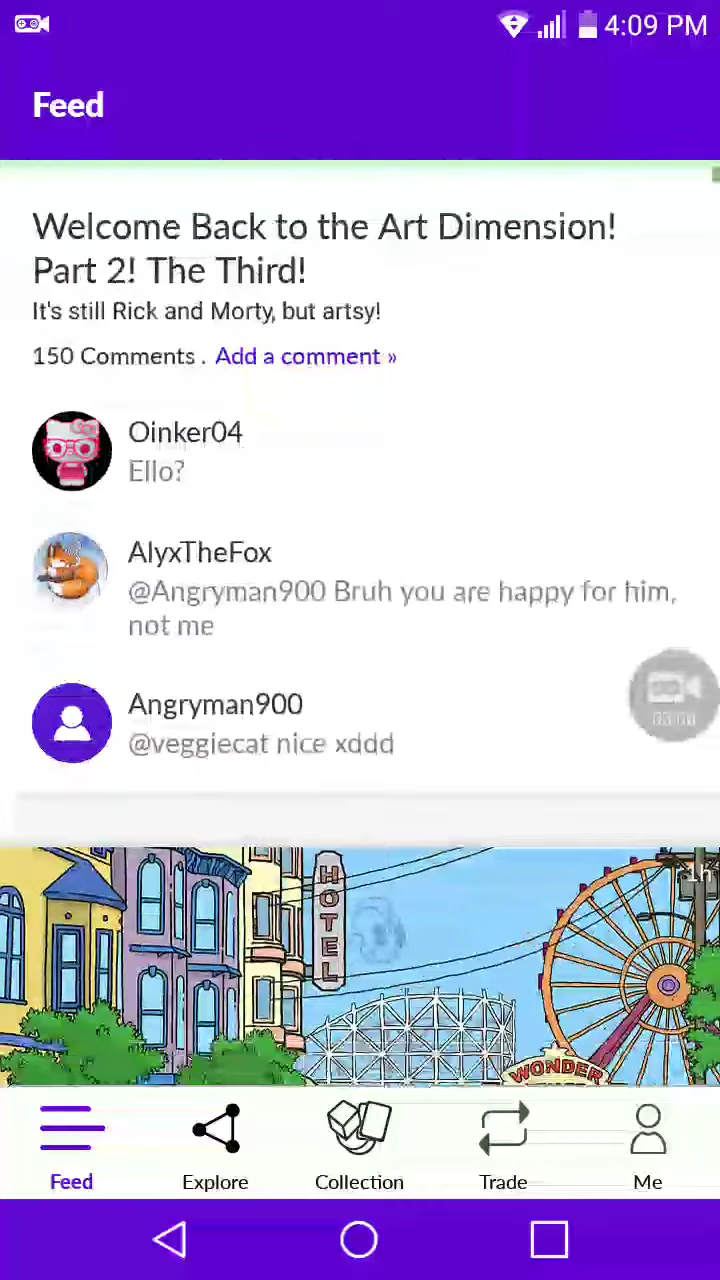 4:09 PM
Feed
Welcome Back to the Art Dimension!
Part 2! The Third!
It's still Rick and Morty, but artsy!
150 Comments . Add a comment »
Oinker04
Ello?
AlyxTheFox
@Angryman900 Bruh you are happy for him,
not me
Angryman900
@veggiecat nice xddd
1h
HOTEL
WONDER
Feed
Explore
Collection
Trade
Me